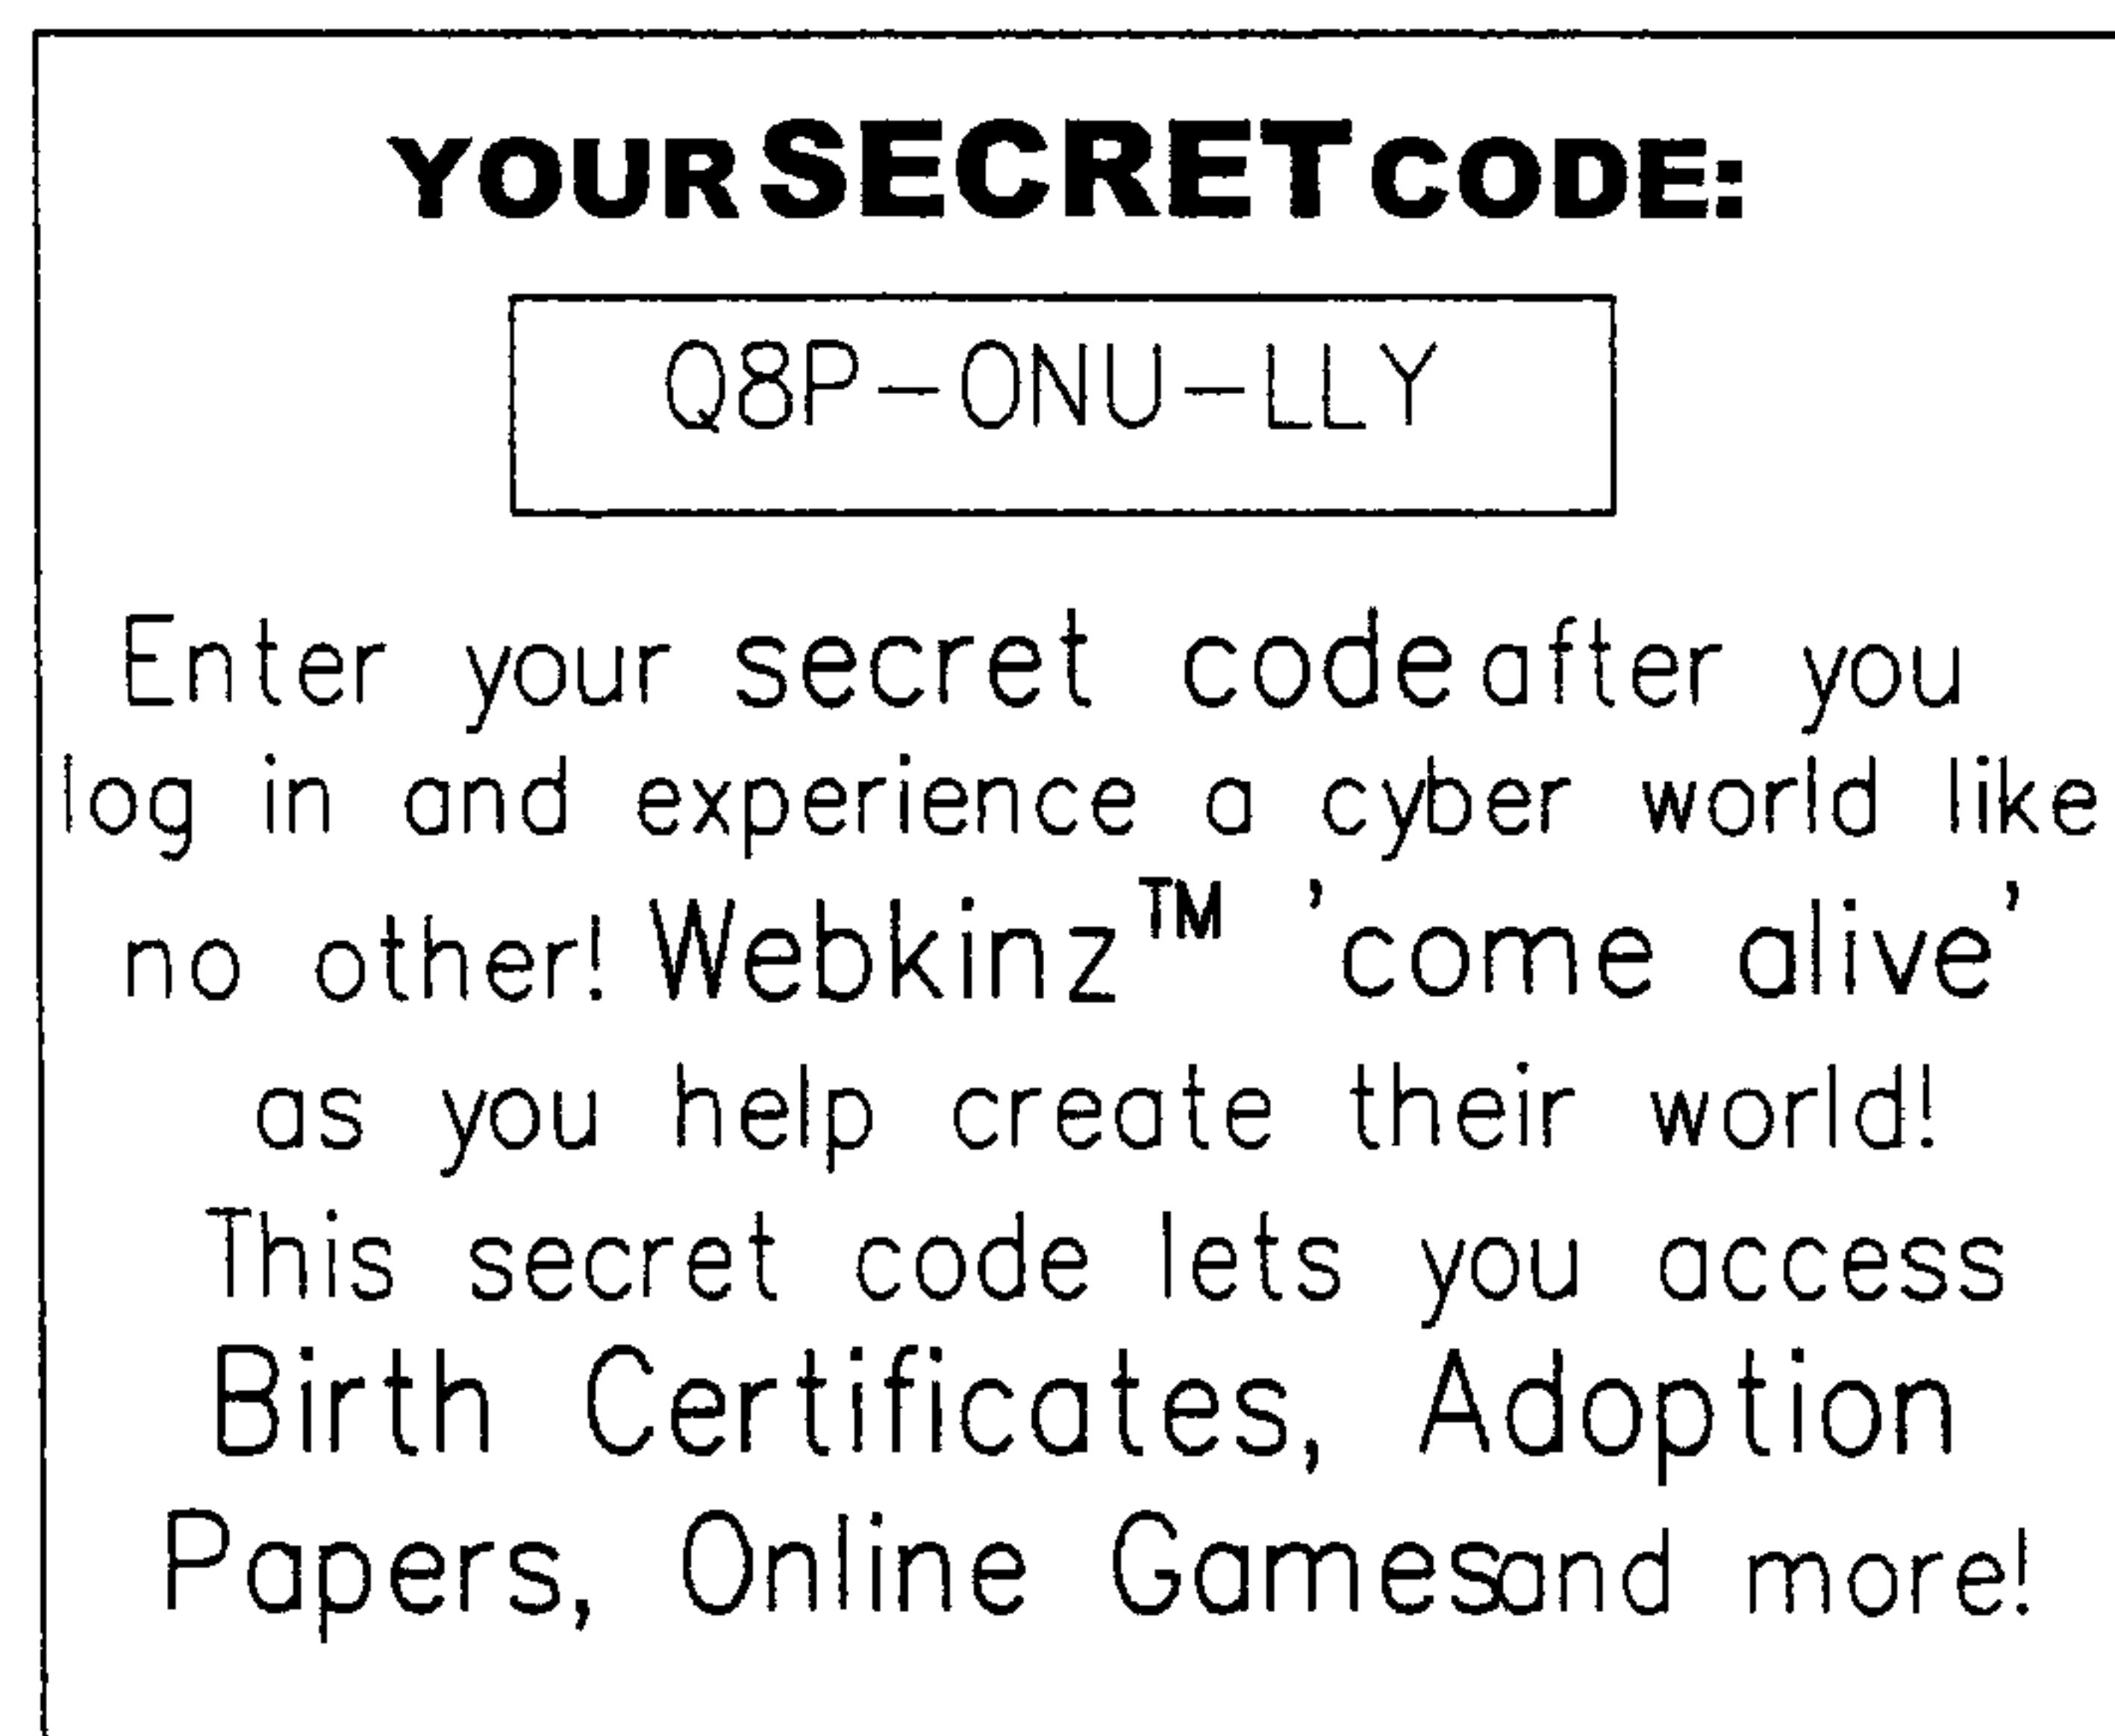 YOUR SECRET CODE:
Q8P-ONU-LLY
Enter your secret code after you
log in and experience a cyber world like
no other! Webkinz™ 'come alive'
as you help create their world!
This secret code lets you access
Birth Certificates, Adoption
Papers, Online Games and more!